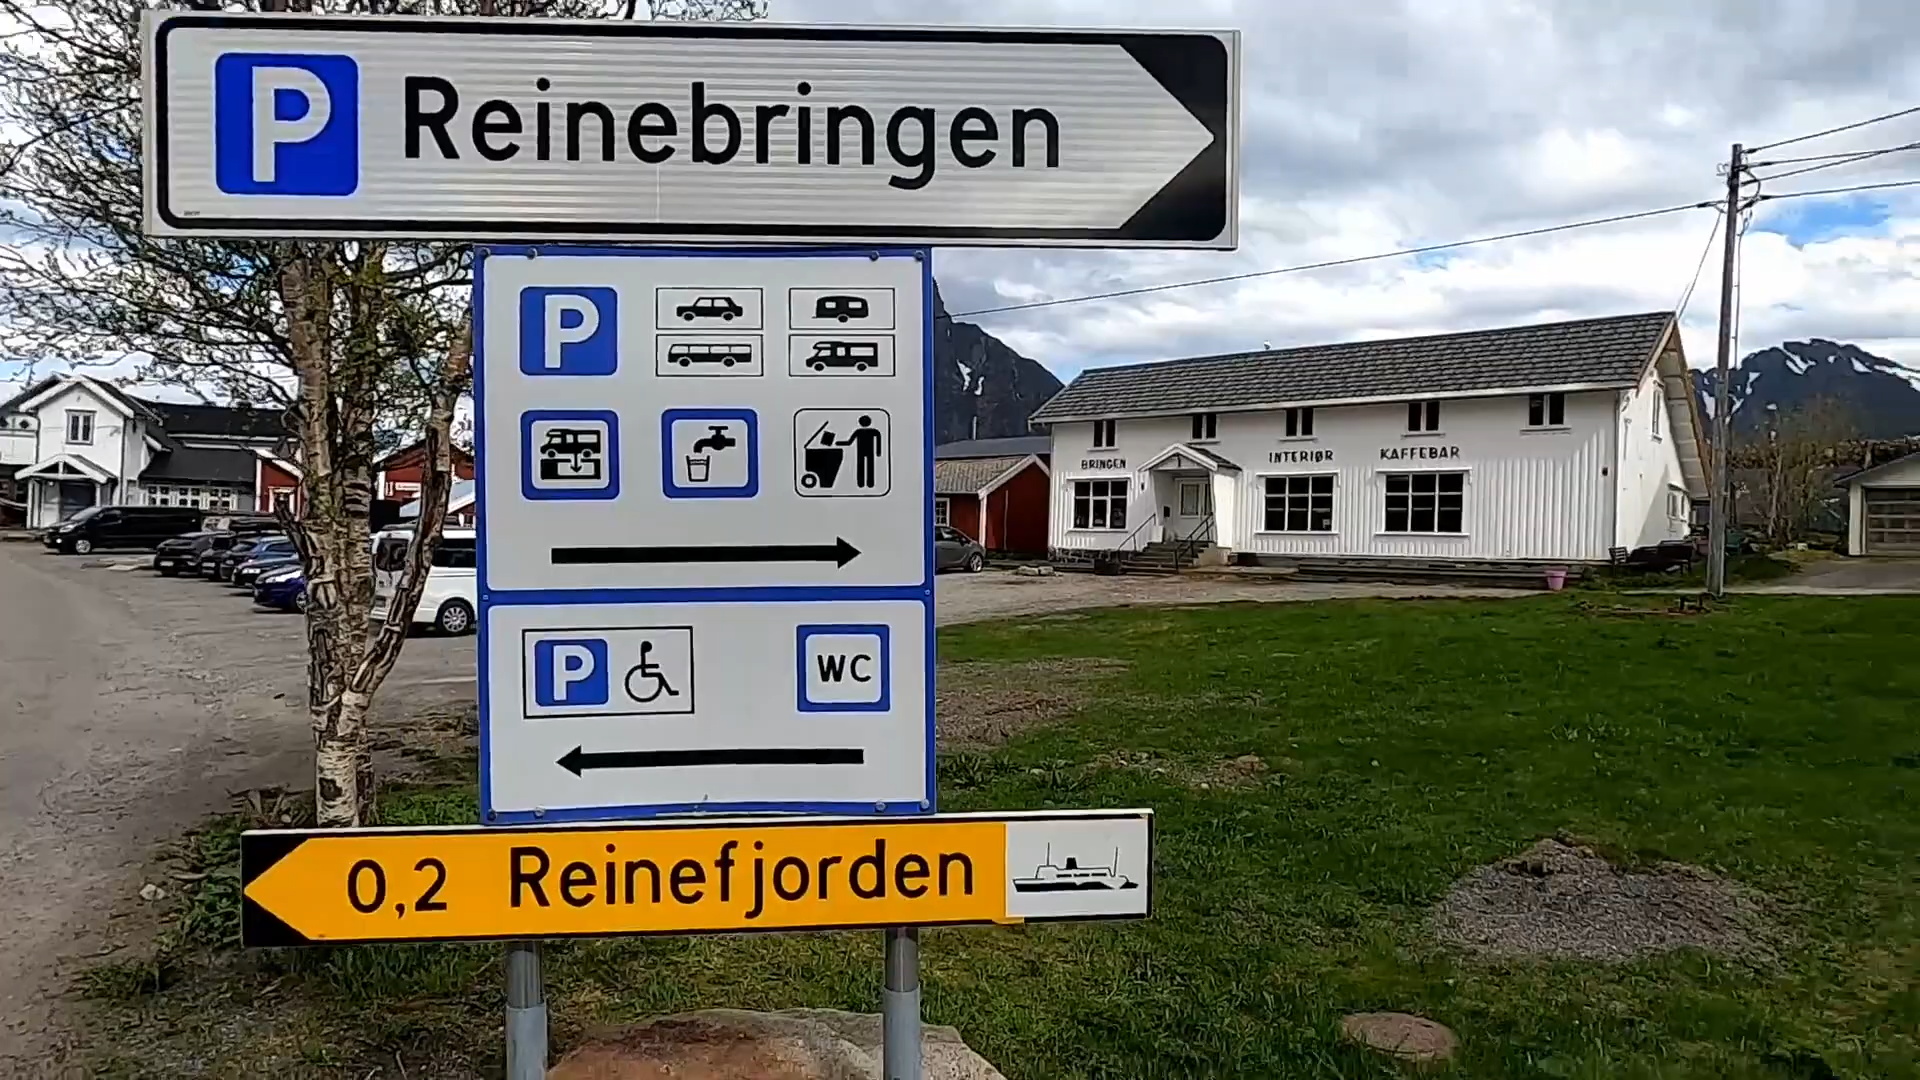 P Reinebringen
P
P WC
0,2 Reinefjorden
BRINGEN INTERIØR KAFFEBAR